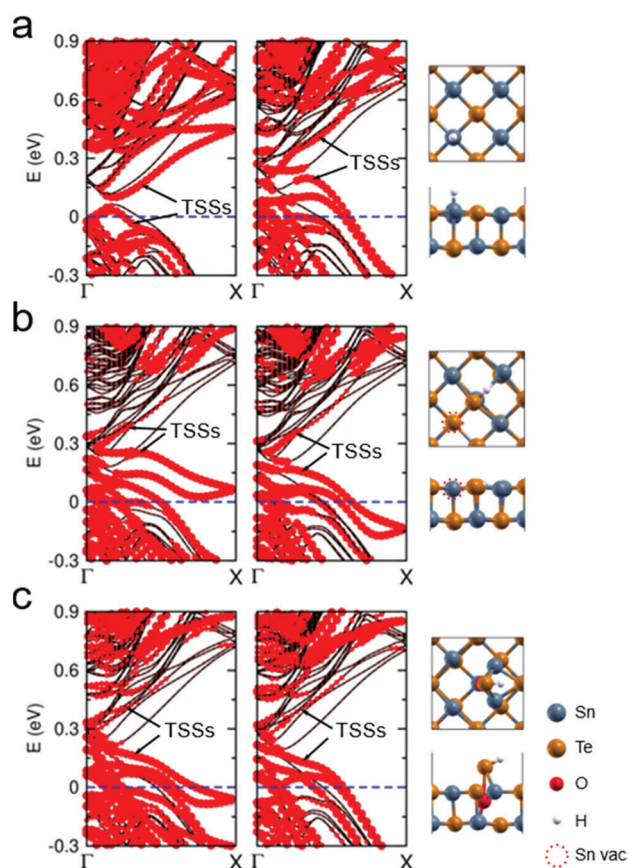 a
0.9
0.6
0.3
0
-0.3
E (eV)
TSSs
TSSs
Γ
X
Γ
X
b
0.9
0.6
0.3
0
-0.3
E (eV)
TSSs
TSSs
Γ
X
Γ
X
c
0.9
0.6
0.3
0
-0.3
E (eV)
TSSs
TSSs
Γ
X
Γ
X
Sn
Te
O
H
Sn vac